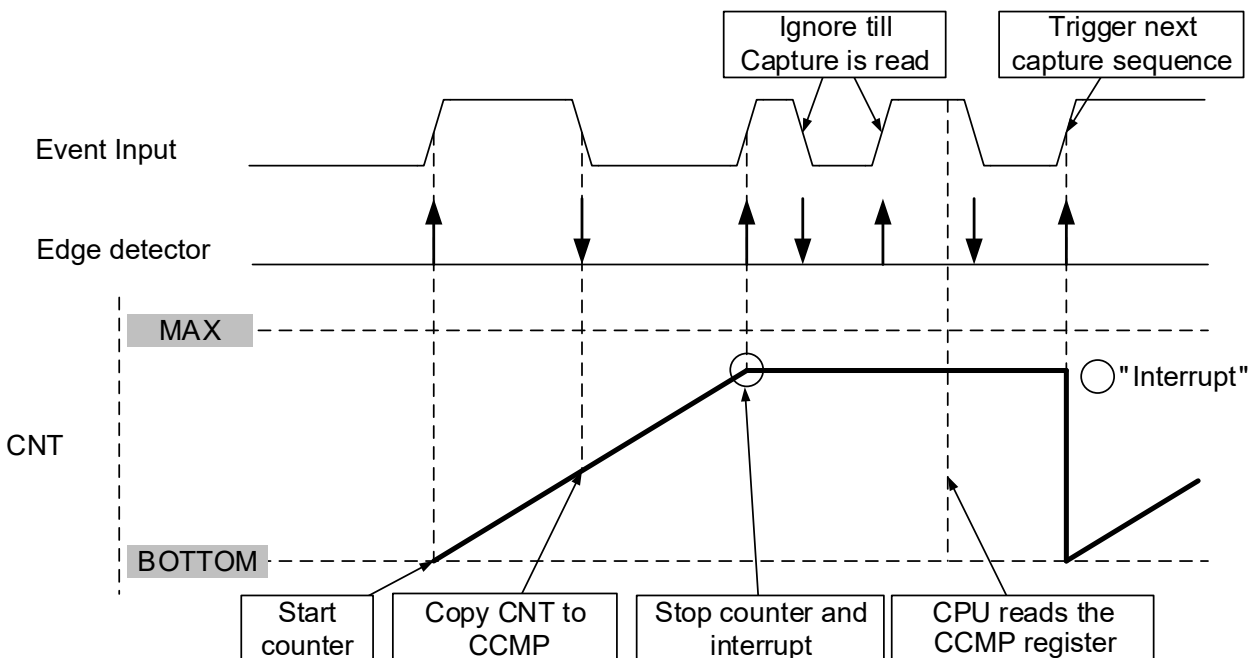 Ignore till
Capture is read
Trigger next
capture sequence
Event Input
Edge detector
MAX
"Interrupt"
CNT
BOTTOM
Start
counter
Copy CNT to
CCMP
Stop counter and
interrupt
CPU reads the
CCMP register